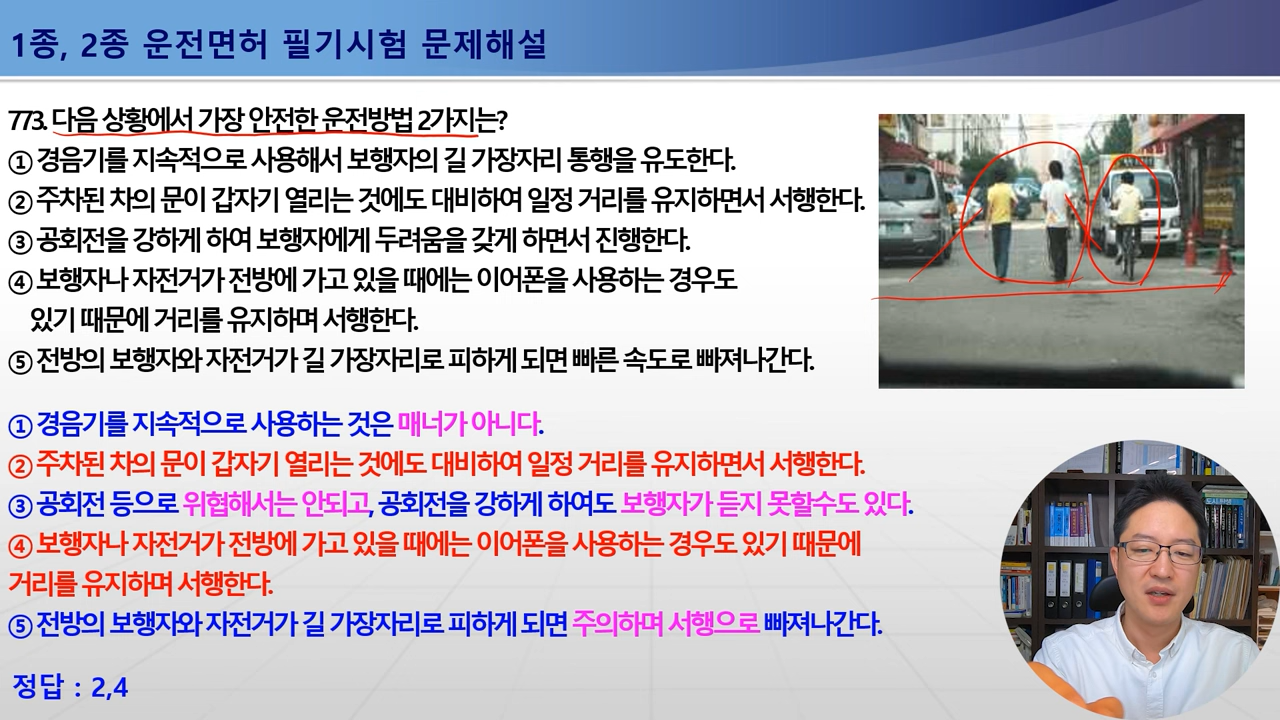 1종, 2종 운전면허 필기시험 문제해설
773. 다음 상황에서 가장 안전한 운전방법 2가지는?
① 경음기를 지속적으로 사용해서 보행자의 길 가장자리 통행을 유도한다.
② 주차된 차의 문이 갑자기 열리는 것에도 대비하여 일정 거리를 유지하면서 서행한다.
③ 공회전을 강하게 하여 보행자에게 두려움을 갖게 하면서 진행한다.
④ 보행자나 자전거가 전방에 가고 있을 때에는 이어폰을 사용하는 경우도
있기 때문에 거리를 유지하며 서행한다.
⑤ 전방의 보행자와 자전거가 길 가장자리로 피하게 되면 빠른 속도로 빠져나간다.
① 경음기를 지속적으로 사용하는 것은 매너가 아니다.
② 주차된 차의 문이 갑자기 열리는 것에도 대비하여 일정 거리를 유지하면서 서행한다.
③ 공회전 등으로 위협해서는 안되고, 공회전을 강하게 하여도 보행자가 듣지 못할수도 있다.
④ 보행자나 자전거가 전방에 가고 있을 때에는 이어폰을 사용하는 경우도 있기 때문에
거리를 유지하며 서행한다.
⑤ 전방의 보행자와 자전거가 길 가장자리로 피하게 되면 주의하며 서행으로 빠져나간다.
정답 : 2,4